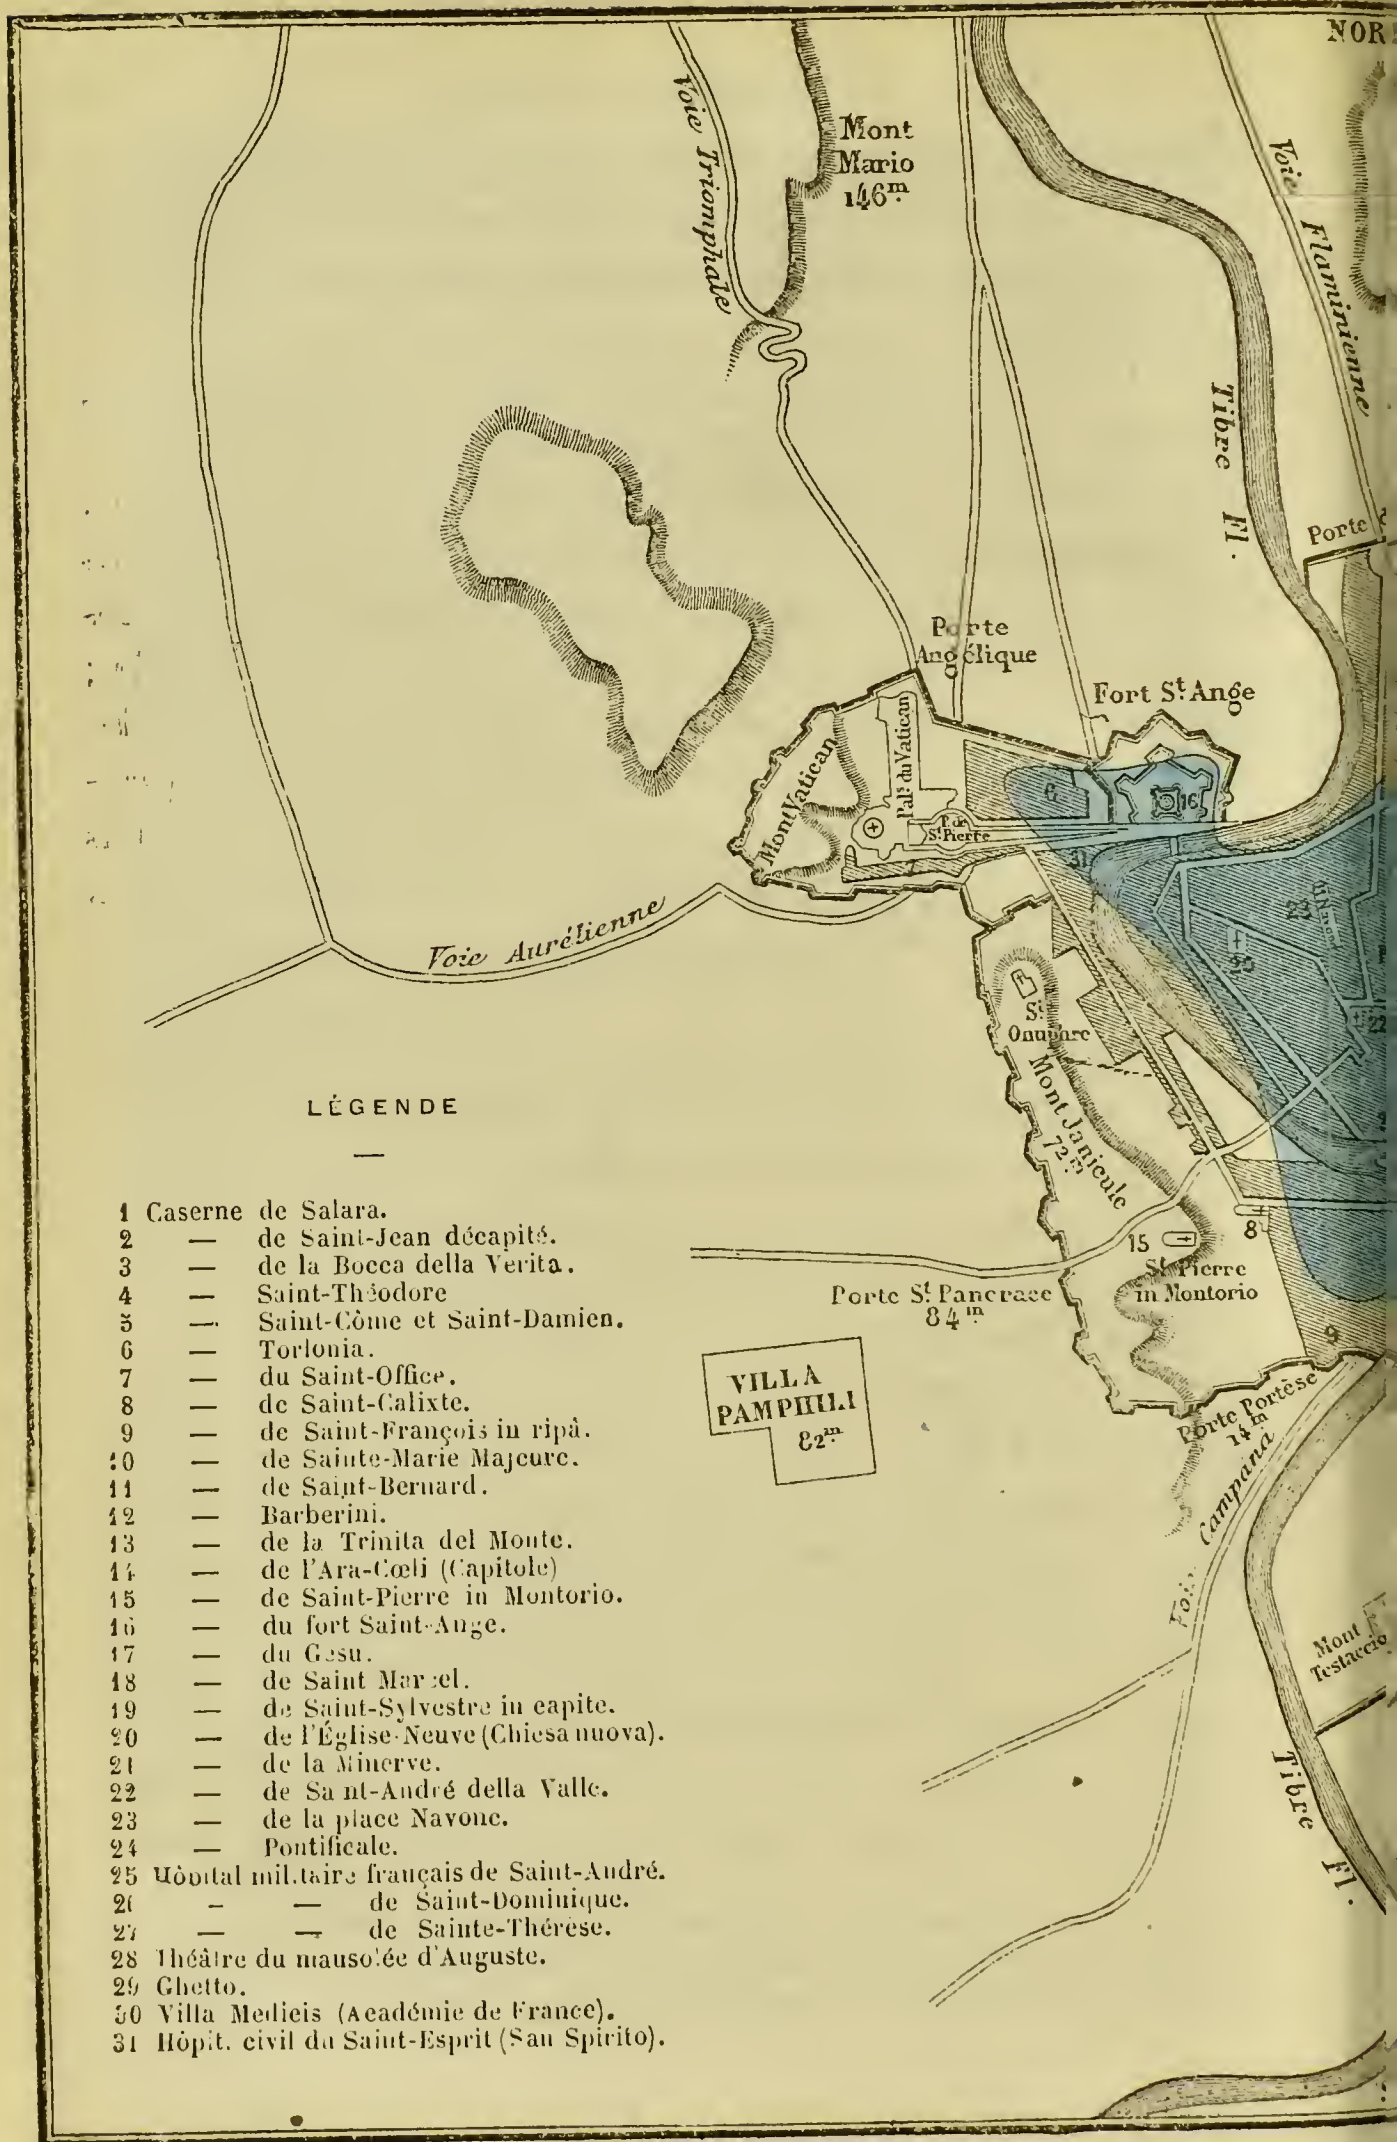 NOR
Voie Triomphale
Mont
Mario
146m.
Voie Flaminienne
Tibre Fl.
Porte
Porte
Angélique
Fort St. Ange
Mont Vatican
Pals. du Vatican
P. de
St. Pierre
6
16
7
31
23
20
22
Voie Aurélienne
St.
Onuphre
Mont Janicule
72m.
8
15
St. Pierre
in Montorio
Porte St. Pancrace
84m.
9
VILLA
PAMPHILI
82m.
Porte Portèse
14m
Voie Campana
Mont
Testaccio
Tibre Fl.
LÉGENDE
—
1 Caserne de Salara.
2 — de Saint-Jean décapité.
3 — de la Bocca della Verita.
4 — Saint-Théodore
5 — Saint-Côme et Saint-Damien.
6 — Torlonia.
7 — du Saint-Office.
8 — de Saint-Calixte.
9 — de Saint-François in ripâ.
10 — de Sainte-Marie Majeure.
11 — de Saint-Bernard.
12 — Barberini.
13 — de la Trinita del Monte.
14 — de l'Ara-Cœli (Capitole)
15 — de Saint-Pierre in Montorio.
16 — du fort Saint-Ange.
17 — du Gesu.
18 — de Saint Marcel.
19 — de Saint-Sylvestre in capite.
20 — de l'Église-Neuve (Chiesa nuova).
21 — de la Minerve.
22 — de Saint-André della Valle.
23 — de la place Navone.
24 — Pontificale.
25 Hôpital militaire français de Saint-André.
26 — — de Saint-Dominique.
27 — — de Sainte-Thérèse.
28 Théâtre du mausolée d'Auguste.
29 Ghetto.
30 Villa Medicis (Académie de France).
31 Hôpit. civil du Saint-Esprit (San Spirito).